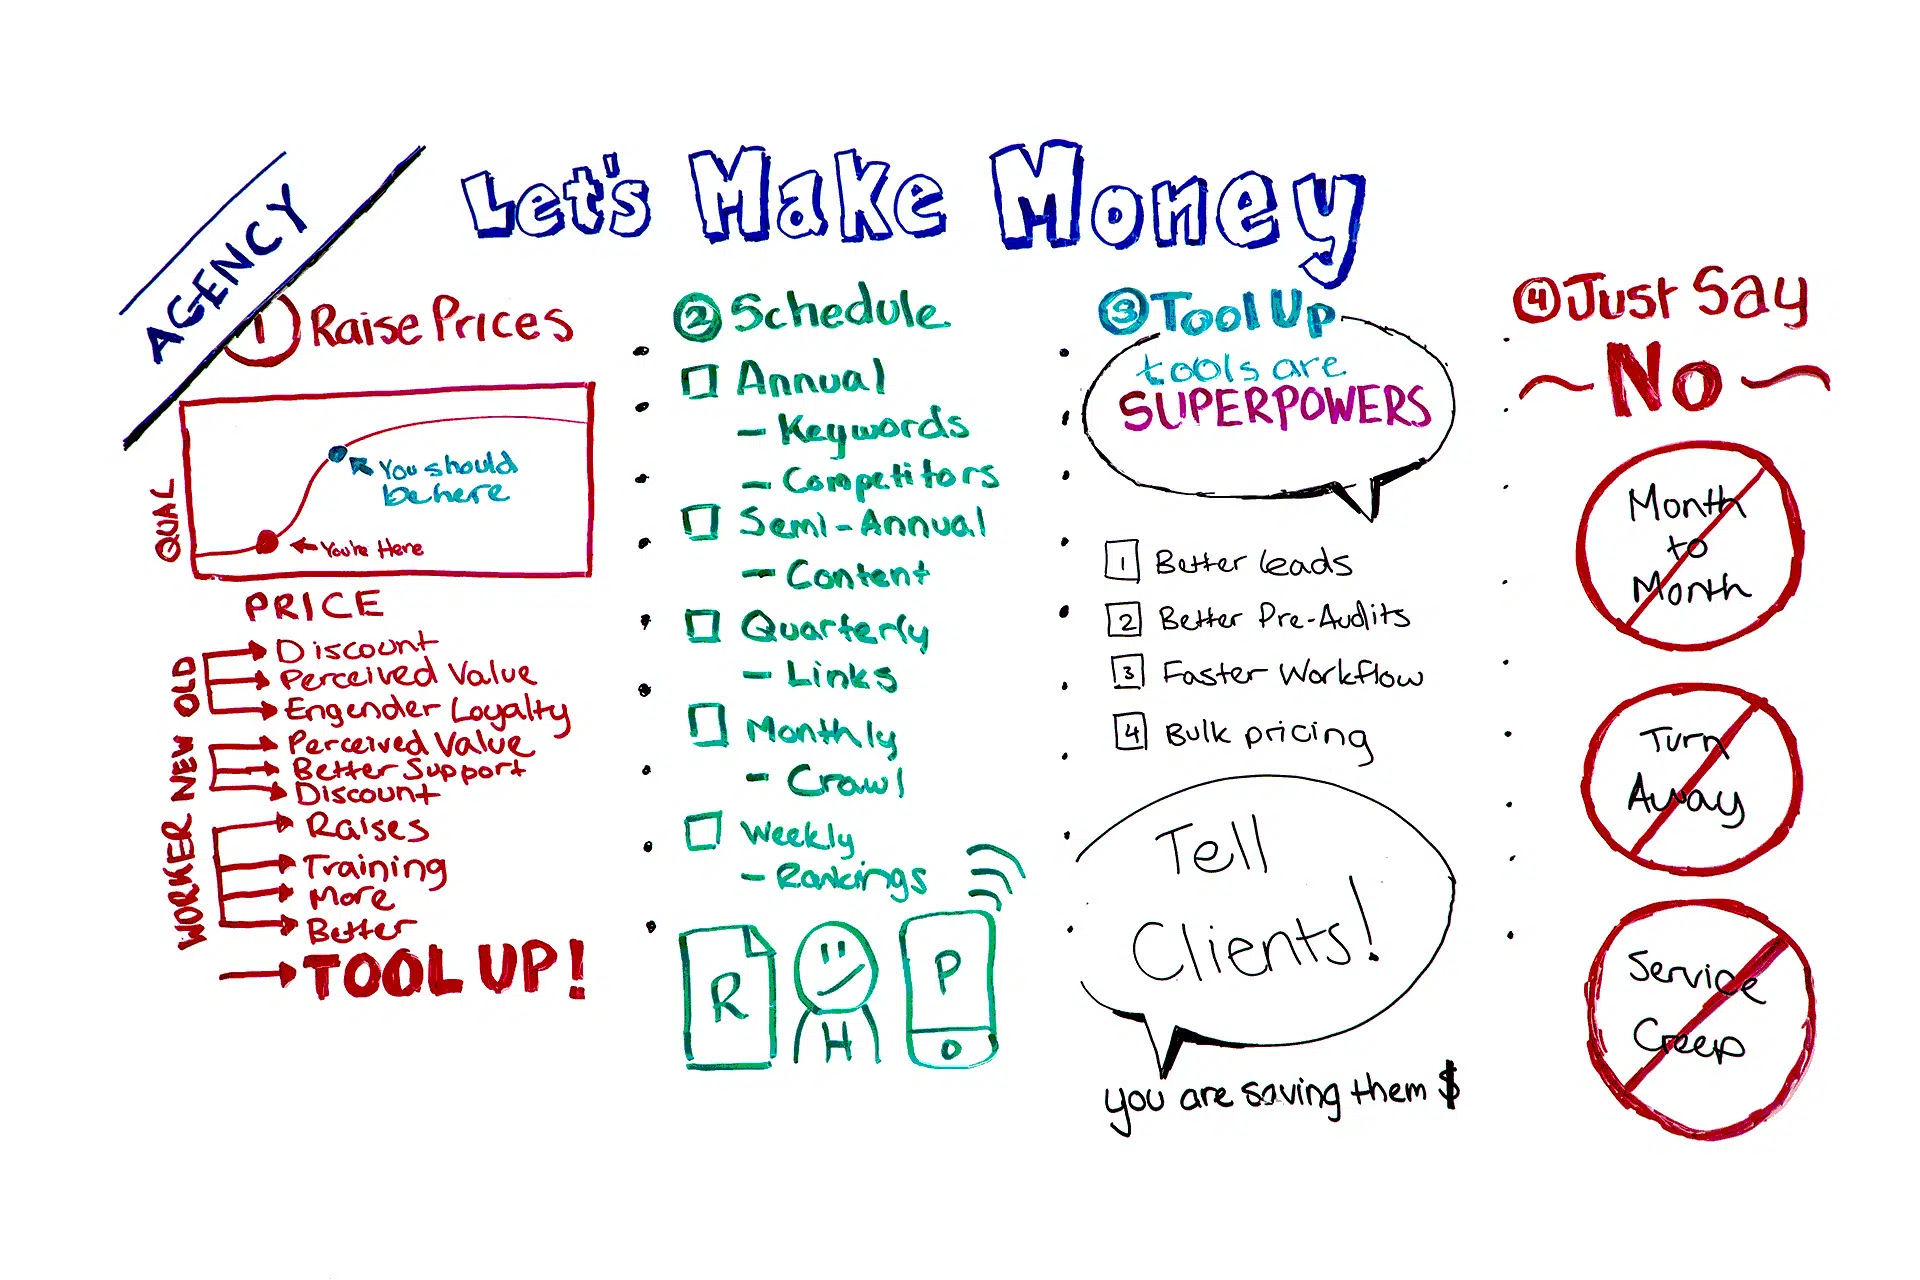 AGENCY
Let's Make Money
1 Raise Prices
QUAL
You should
be here
You're Here
PRICE
OLD
Discount
Perceived Value
Engender Loyalty
NEW
Perceived Value
Better Support
Discount
WORKER
Raises
Training
More
Better
TOOL UP!
2 Schedule
Annual
- Keywords
- Competitors
Semi-Annual
- Content
Quarterly
- Links
Monthly
- Crawl
Weekly
- Rankings
R
H
P
3 Tool Up
tools are
SUPERPOWERS
1 Better leads
2 Better Pre-Audits
3 Faster Workflow
4 Bulk pricing
Tell
Clients!
you are saving them $
4 Just Say
No
Month
to
Month
Turn
Away
Service
Creep